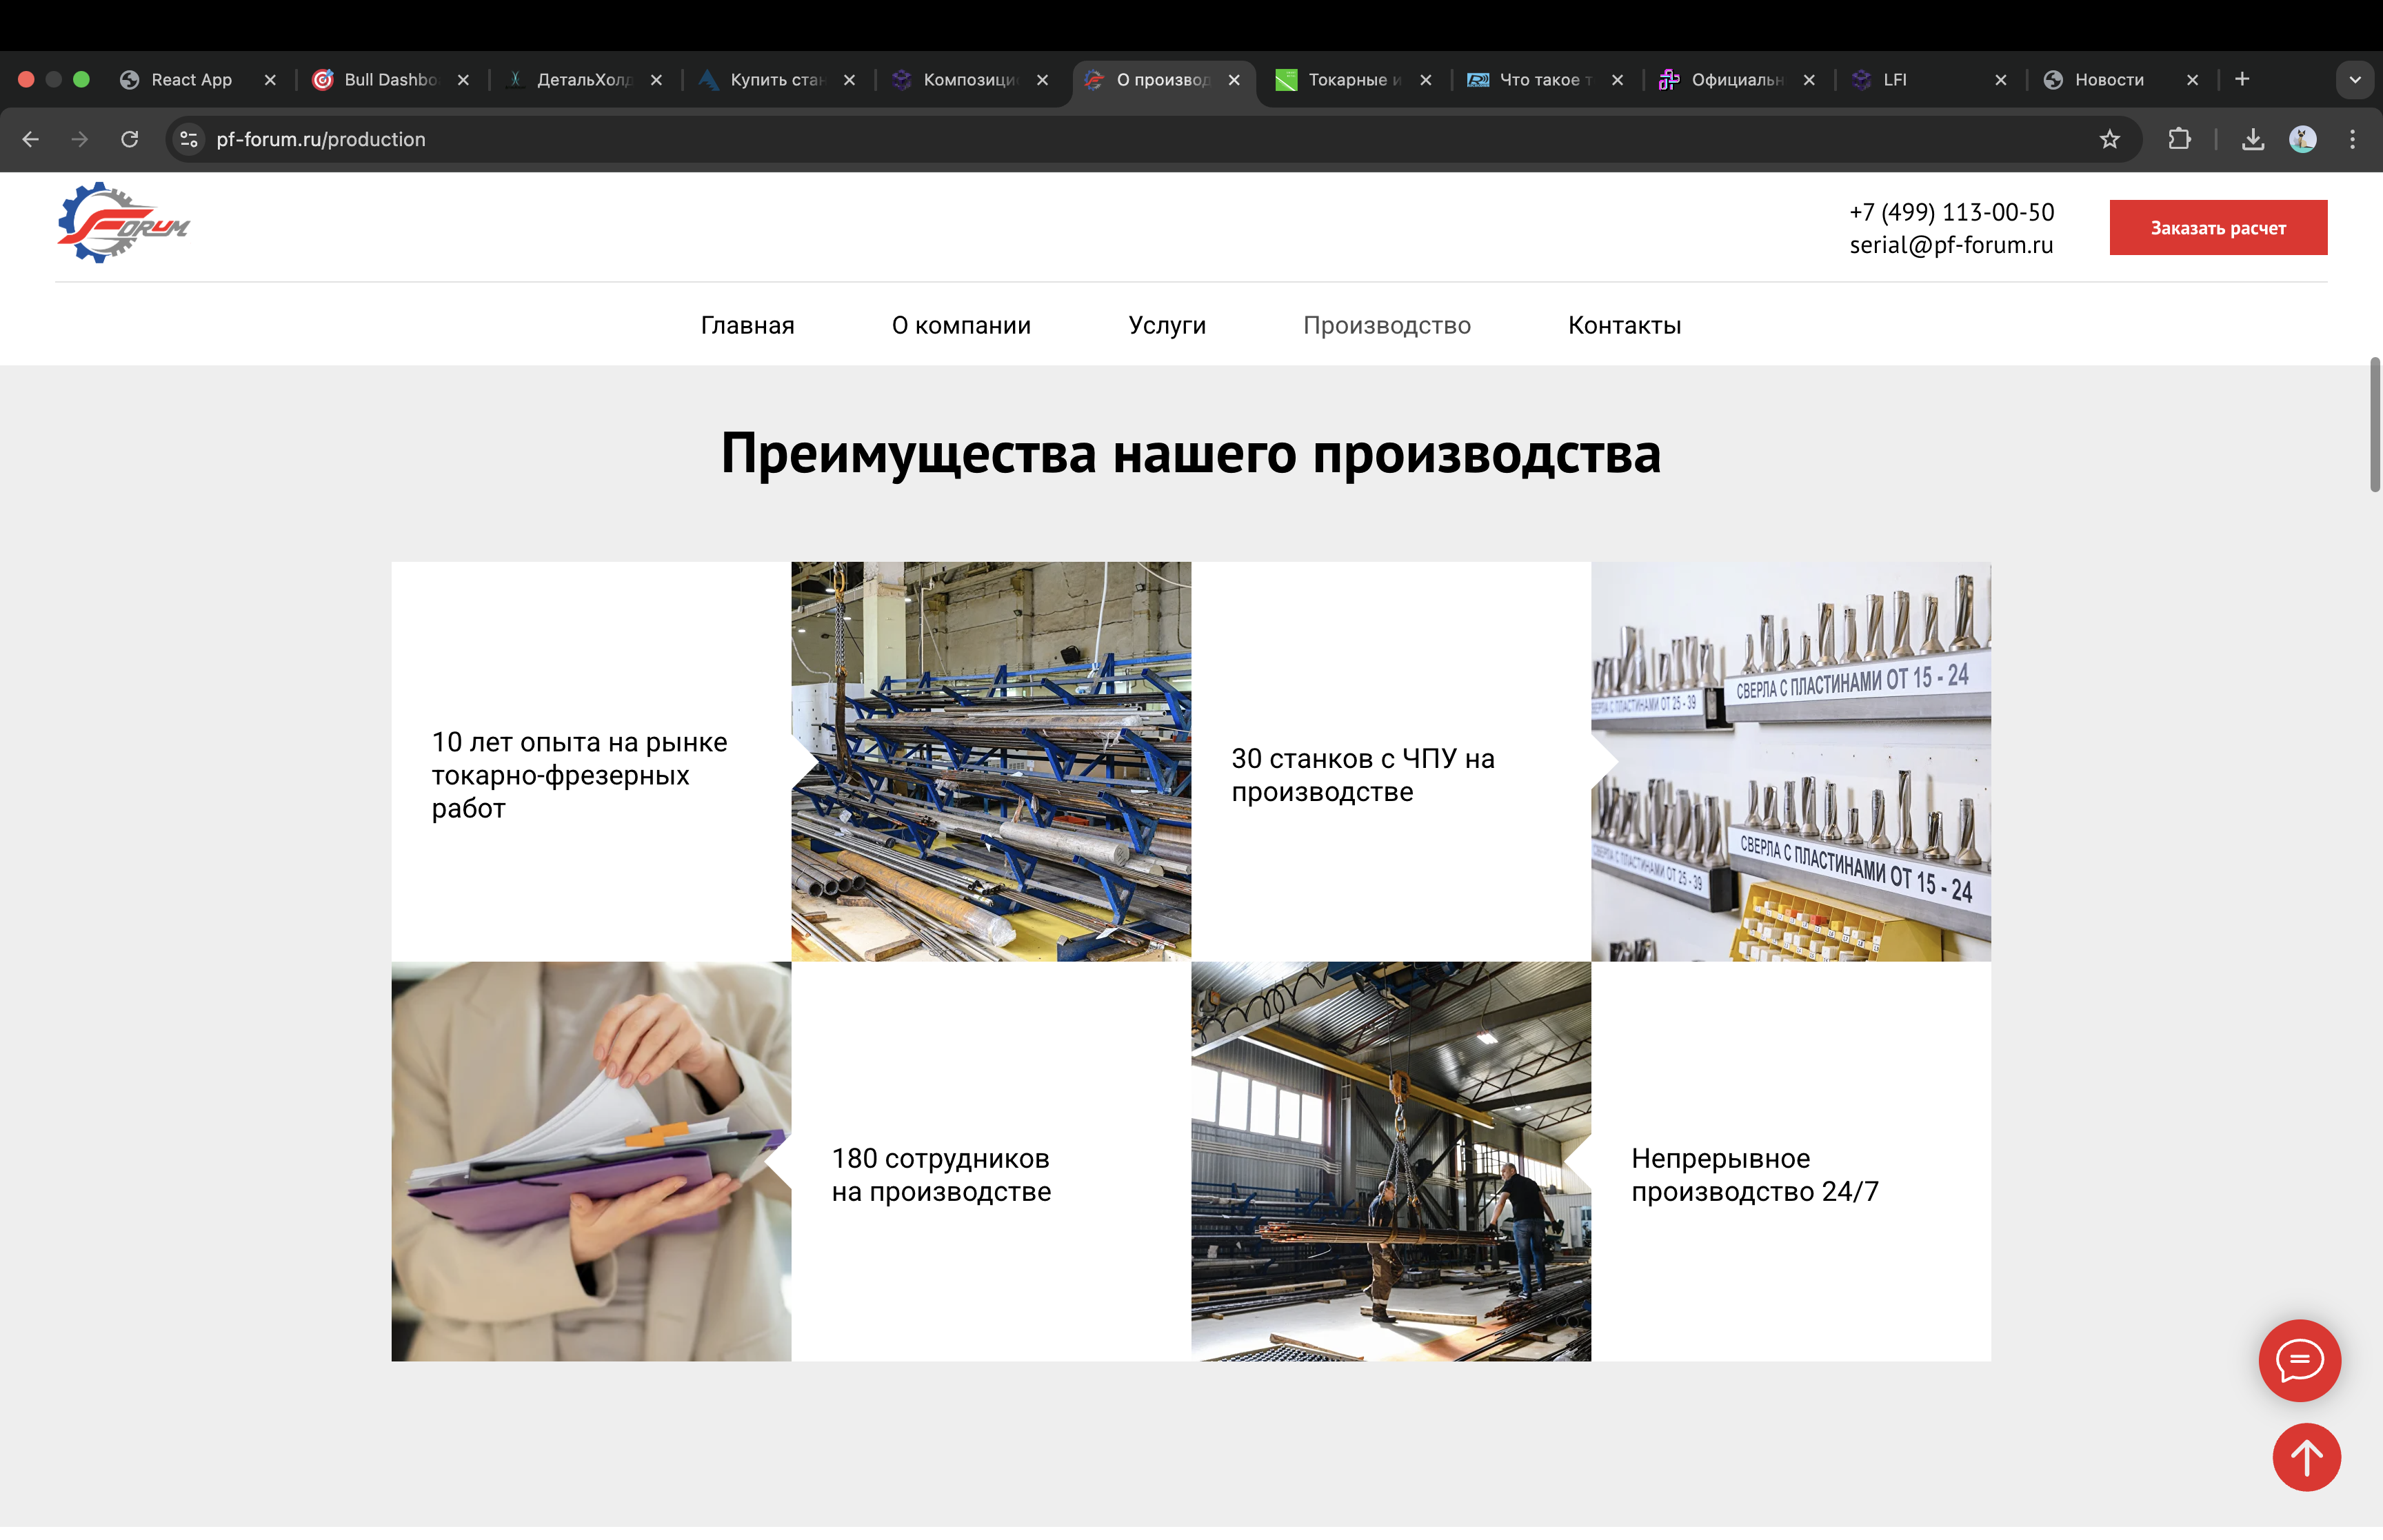 React App
Bull Dashbo
ДетальХолд
Купить стан
Композици
О производ
Токарные и
Что такое т
Официальн
LFI
Новости
pf-forum.ru/production
FORUM
+7 (499) 113-00-50
serial@pf-forum.ru
Заказать расчет
Главная
О компании
Услуги
Производство
Контакты
Преимущества нашего производства
10 лет опыта на рынке
токарно-фрезерных
работ
30 станков с ЧПУ на
производстве
СВЕРЛА С ПЛАСТИНАМИ ОТ 15 - 24
С ПЛАСТИНАМИ ОТ 25 - 39
СВЕРЛА С ПЛАСТИНАМИ ОТ 15 - 24
СВЕРЛА С ПЛАСТИНАМИ ОТ 25 - 39
180 сотрудников
на производстве
Непрерывное
производство 24/7